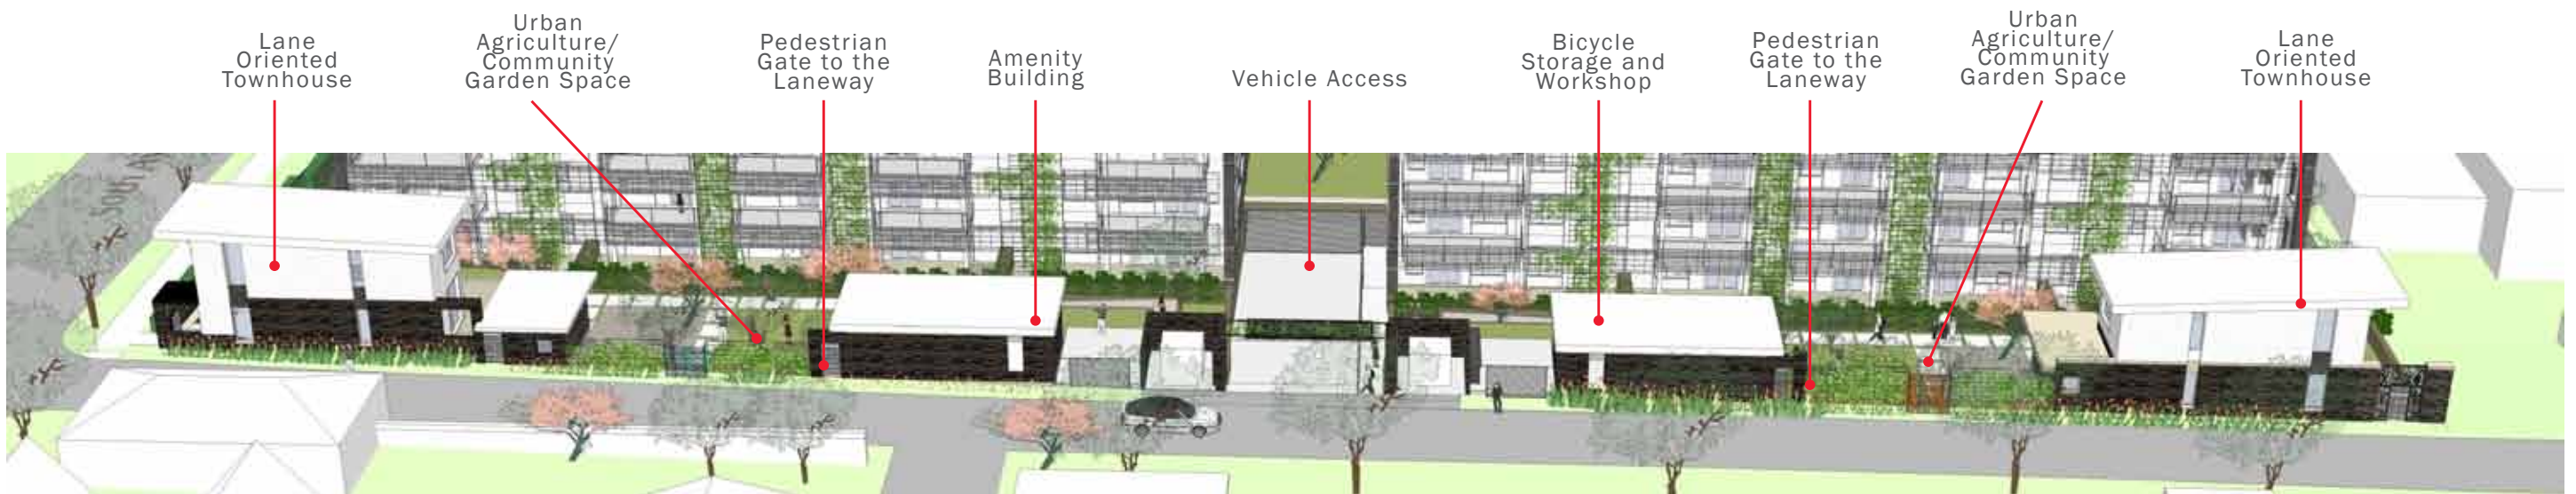 Lane
Oriented
Townhouse
Urban
Agriculture/
Community
Garden Space
Pedestrian
Gate to the
Laneway
Amenity
Building
Vehicle Access
Bicycle
Storage and
Workshop
Pedestrian
Gate to the
Laneway
Urban
Agriculture/
Community
Garden Space
Lane
Oriented
Townhouse